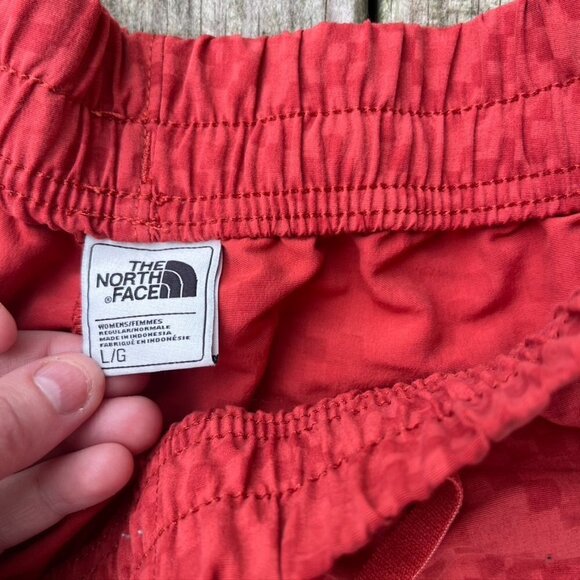 THE
NORTH
®FACE
WOMENS/FEMMES
REGULAR/NORMALE
MADE IN INDONESIA
FABRIQUÉ EN INDONÉSIE
L/G